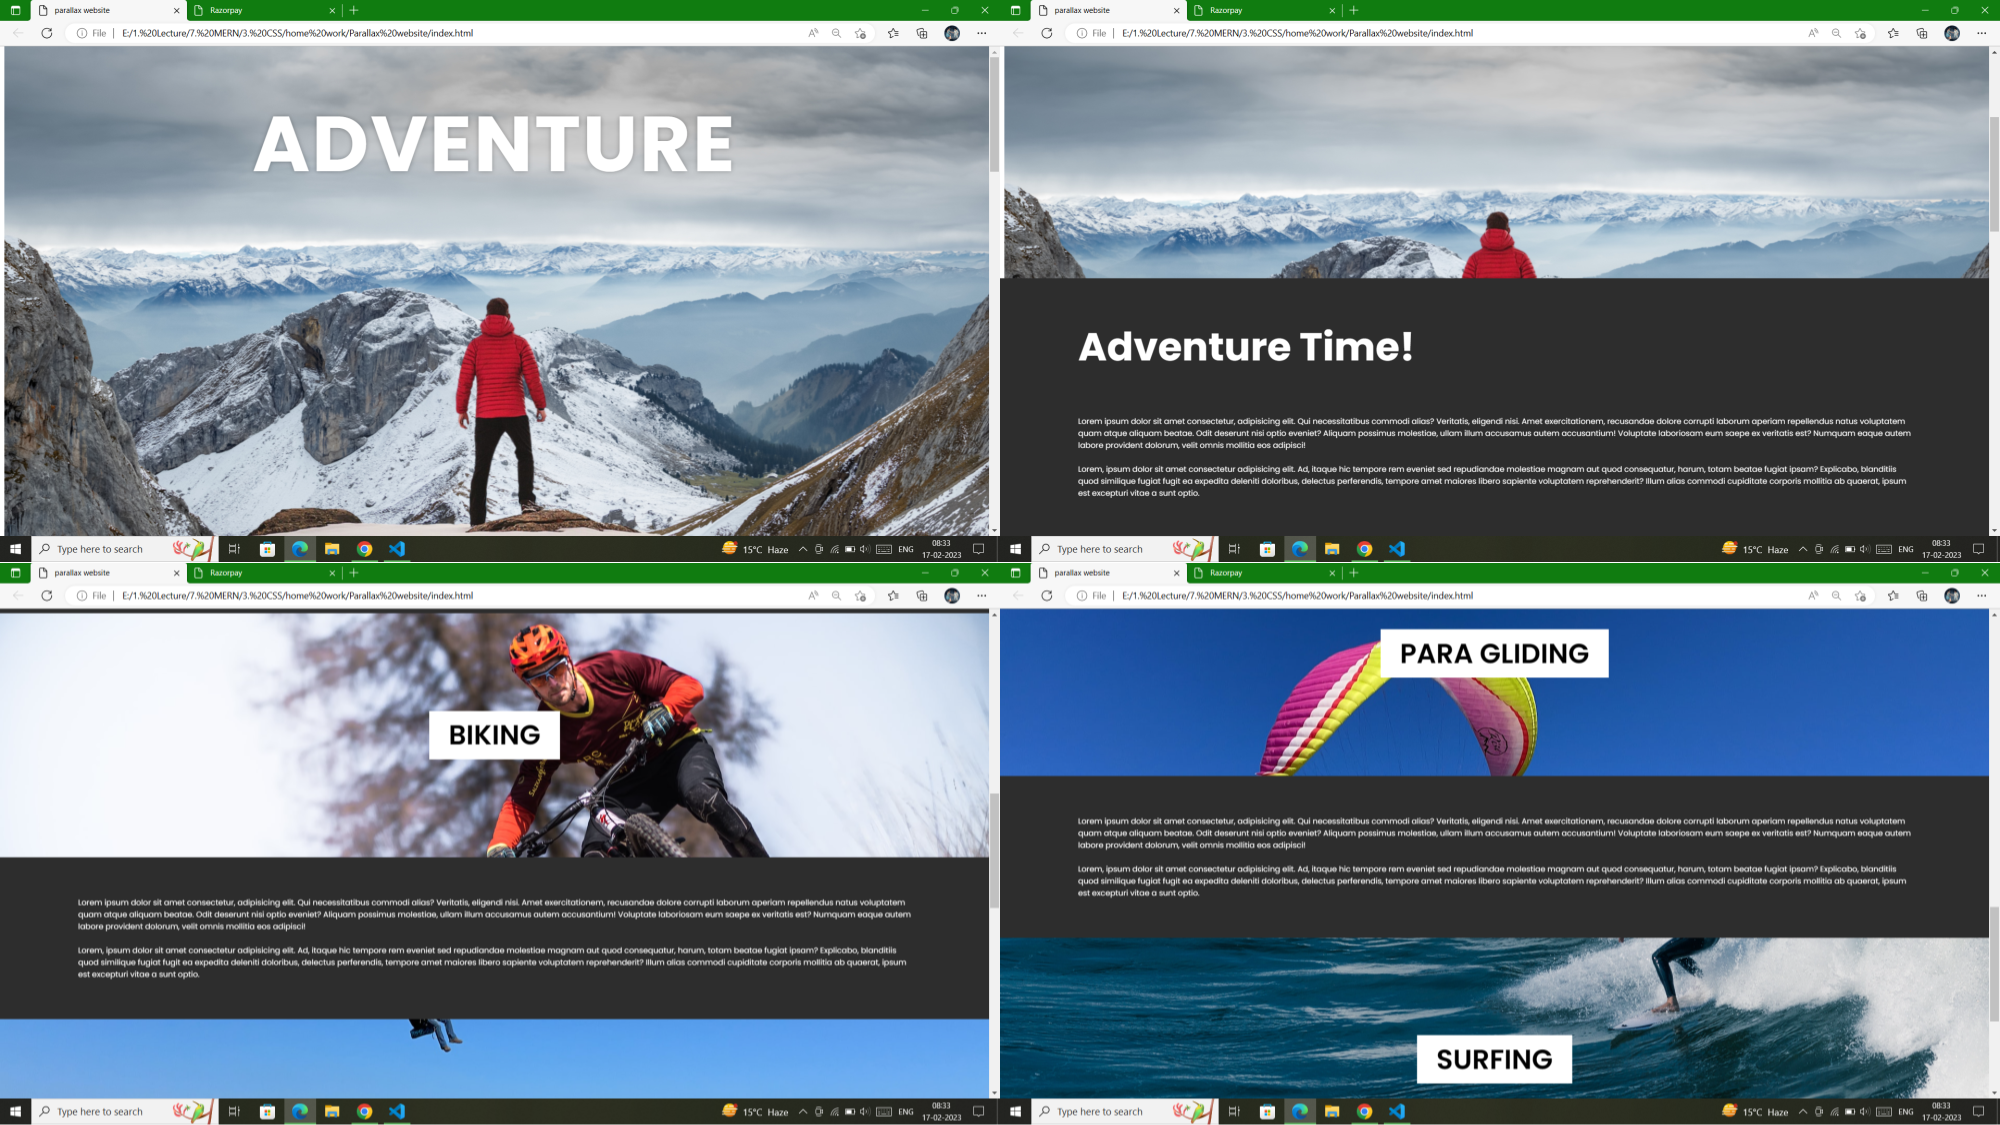 parallax website
Razorpay
File | E:/1.%20Lecture/7.%20MERN/3.%20CSS/home%20work/Parallax%20website/index.html
ADVENTURE
Type here to search
15°C Haze
ENG
08:33
17-02-2023
parallax website
Razorpay
File | E:/1.%20Lecture/7.%20MERN/3.%20CSS/home%20work/Parallax%20website/index.html
Adventure Time!
Lorem ipsum dolor sit amet consectetur, adipisicing elit. Qui necessitatibus commodi alias? Veritatis, eligendi nisi. Amet exercitationem, recusandae dolore corrupti laborum aperiam repellendus natus voluptatem
quam atque aliquam beatae. Odit deserunt nisi optio eveniet? Aliquam possimus molestiae, ullam illum accusamus autem accusantium! Voluptate laboriosam eum saepe ex veritatis est? Numquam eaque autem
labore provident dolorum, velit omnis mollitia eos adipisci!
Lorem, ipsum dolor sit amet consectetur adipisicing elit. Ad, itaque hic tempore rem eveniet sed repudiandae molestiae magnam aut quod consequatur, harum, totam beatae fugiat ipsam? Explicabo, blanditiis
quod similique fugiat fugit ea expedita deleniti doloribus, delectus perferendis, tempore amet maiores libero sapiente voluptatem reprehenderit? Illum alias commodi cupiditate corporis mollitia ab quaerat, ipsum
est excepturi vitae a sunt optio.
Type here to search
15°C Haze
ENG
08:33
17-02-2023
parallax website
Razorpay
File | E:/1.%20Lecture/7.%20MERN/3.%20CSS/home%20work/Parallax%20website/index.html
BIKING
Lorem ipsum dolor sit amet consectetur, adipisicing elit. Qui necessitatibus commodi alias? Veritatis, eligendi nisi. Amet exercitationem, recusandae dolore corrupti laborum aperiam repellendus natus voluptatem
quam atque aliquam beatae. Odit deserunt nisi optio eveniet? Aliquam possimus molestiae, ullam illum accusamus autem accusantium! Voluptate laboriosam eum saepe ex veritatis est? Numquam eaque autem
labore provident dolorum, velit omnis mollitia eos adipisci!
Lorem, ipsum dolor sit amet consectetur adipisicing elit. Ad, itaque hic tempore rem eveniet sed repudiandae molestiae magnam aut quod consequatur, harum, totam beatae fugiat ipsam? Explicabo, blanditiis
quod similique fugiat fugit ea expedita deleniti doloribus, delectus perferendis, tempore amet maiores libero sapiente voluptatem reprehenderit? Illum alias commodi cupiditate corporis mollitia ab quaerat, ipsum
est excepturi vitae a sunt optio.
Type here to search
15°C Haze
ENG
08:33
17-02-2023
parallax website
Razorpay
File | E:/1.%20Lecture/7.%20MERN/3.%20CSS/home%20work/Parallax%20website/index.html
PARA GLIDING
Lorem ipsum dolor sit amet consectetur, adipisicing elit. Qui necessitatibus commodi alias? Veritatis, eligendi nisi. Amet exercitationem, recusandae dolore corrupti laborum aperiam repellendus natus voluptatem
quam atque aliquam beatae. Odit deserunt nisi optio eveniet? Aliquam possimus molestiae, ullam illum accusamus autem accusantium! Voluptate laboriosam eum saepe ex veritatis est? Numquam eaque autem
labore provident dolorum, velit omnis mollitia eos adipisci!
Lorem, ipsum dolor sit amet consectetur adipisicing elit. Ad, itaque hic tempore rem eveniet sed repudiandae molestiae magnam aut quod consequatur, harum, totam beatae fugiat ipsam? Explicabo, blanditiis
quod similique fugiat fugit ea expedita deleniti doloribus, delectus perferendis, tempore amet maiores libero sapiente voluptatem reprehenderit? Illum alias commodi cupiditate corporis mollitia ab quaerat, ipsum
est excepturi vitae a sunt optio.
SURFING
Type here to search
15°C Haze
ENG
08:33
17-02-2023